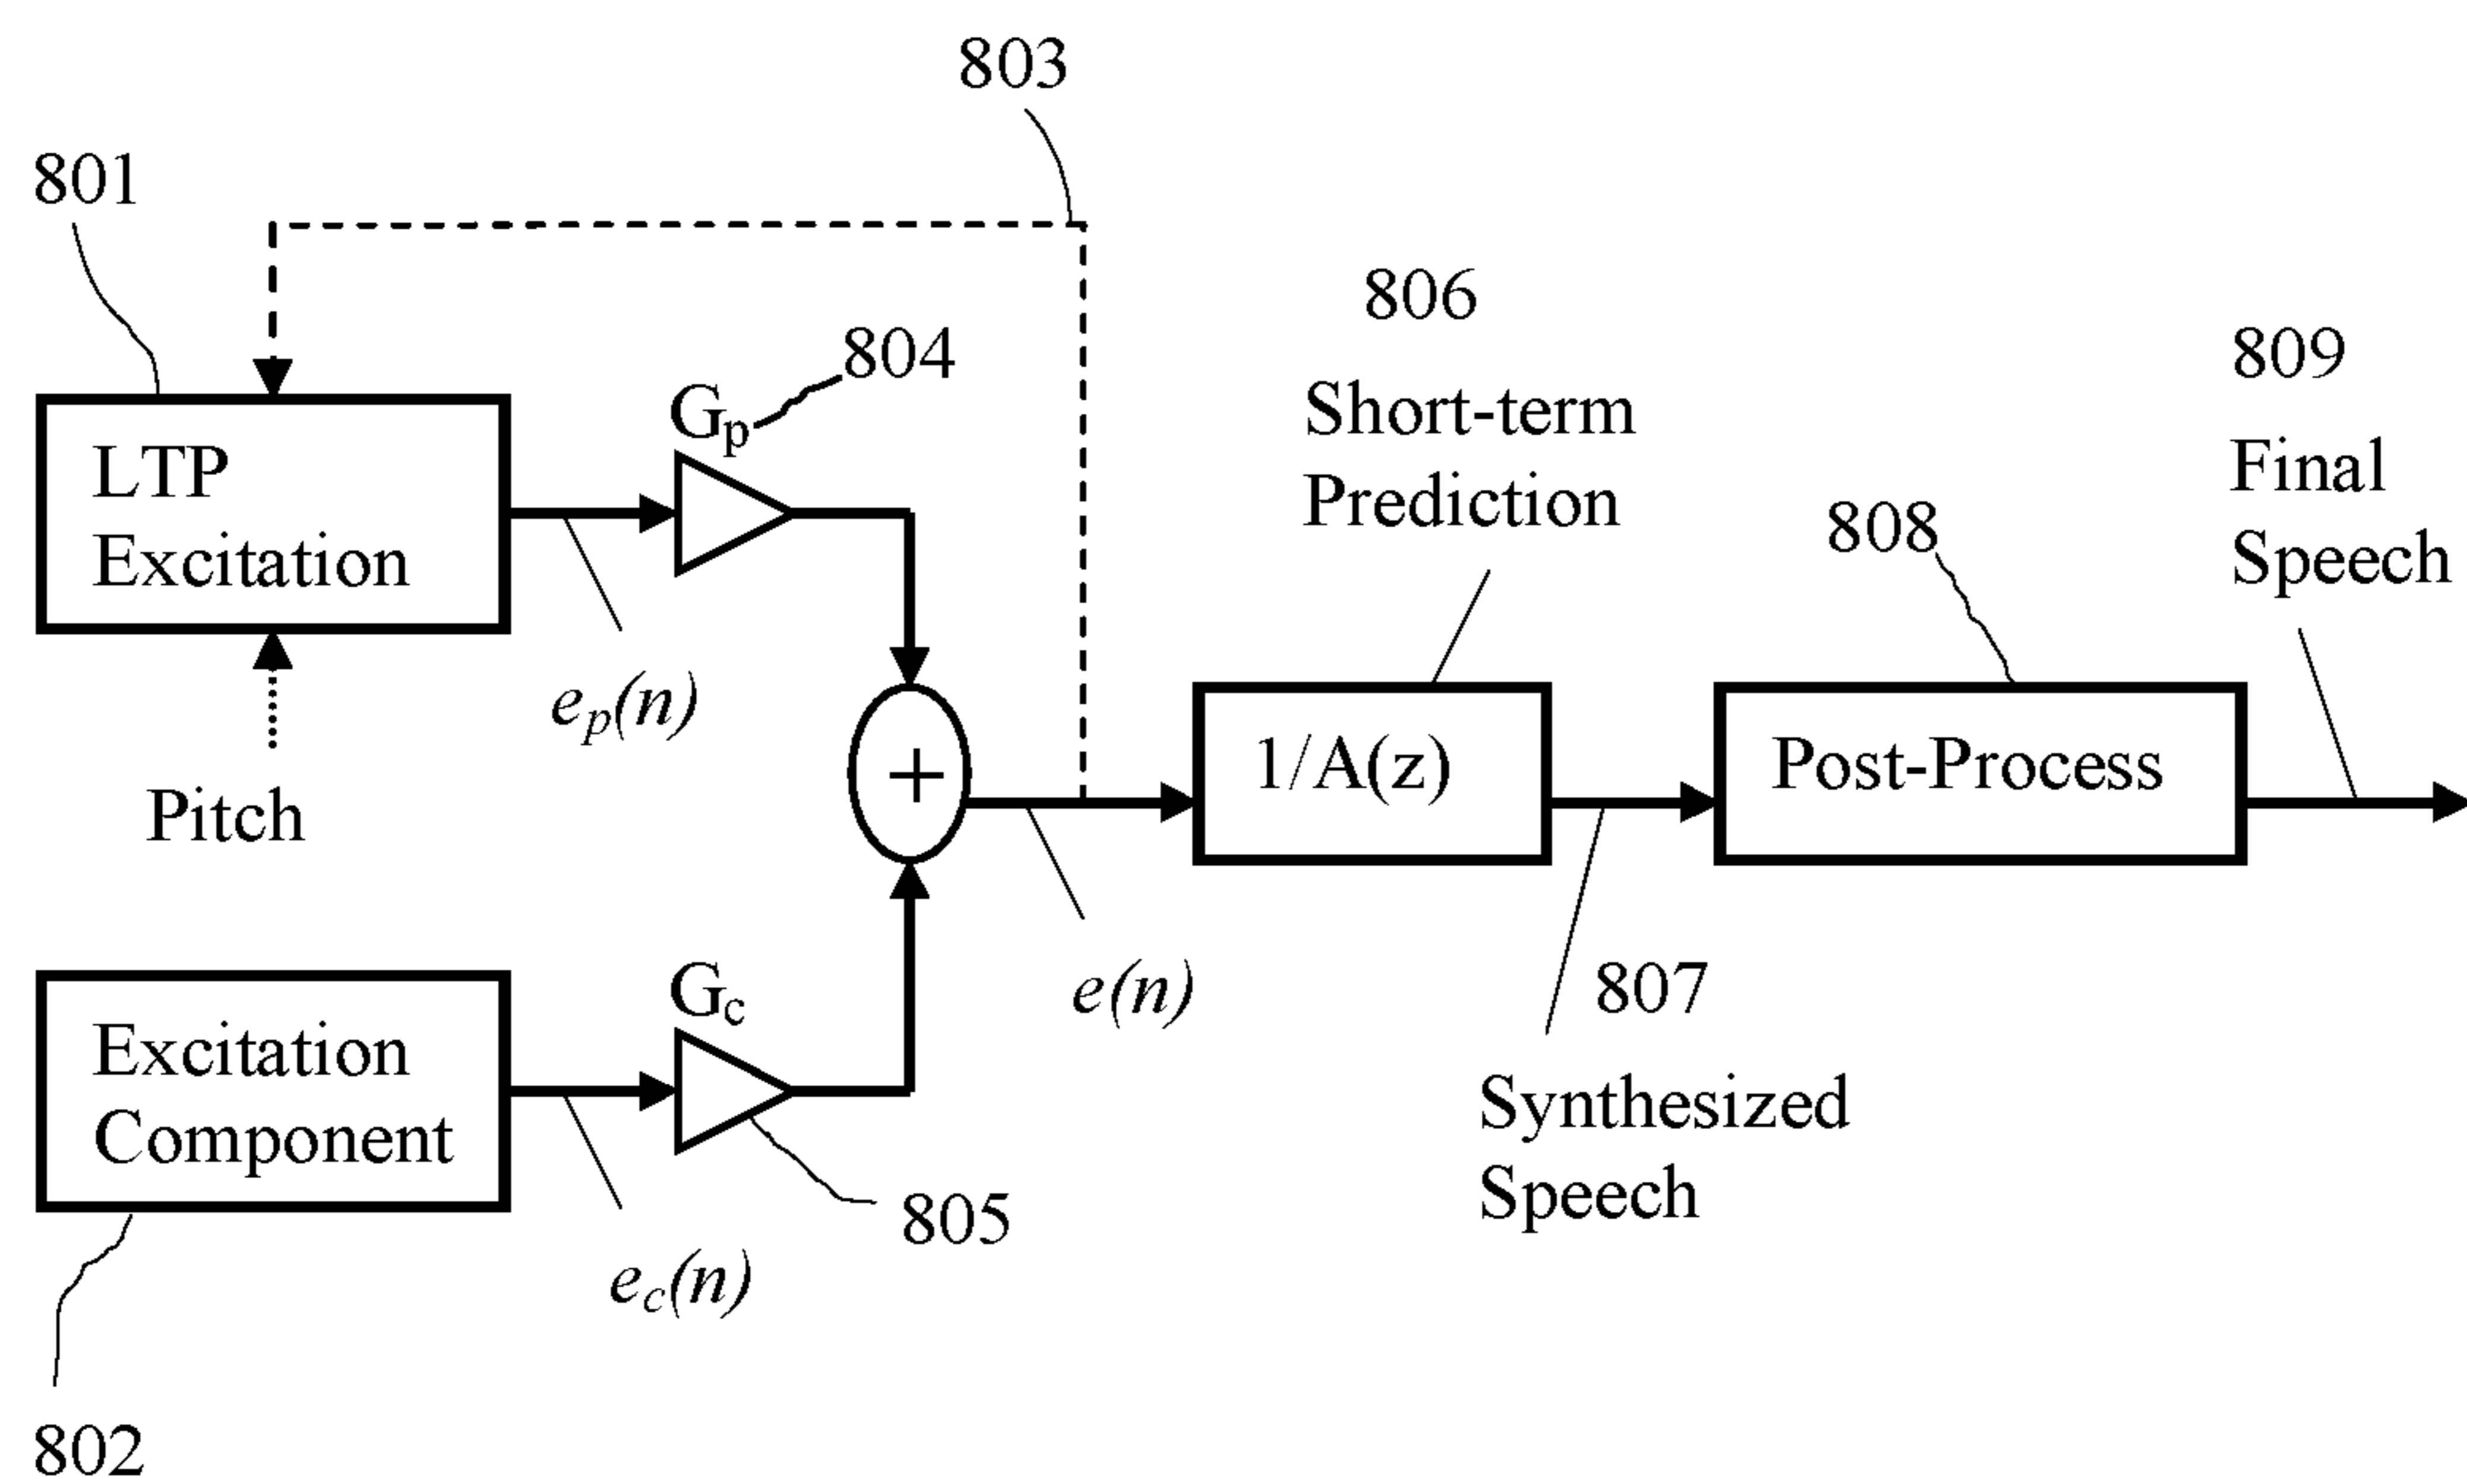 803
801
806
Short-term
Prediction
804
809
Final
Speech
Gp
LTP
Excitation
808
ep(n)
Pitch
+
1/A(z)
Post-Process
e(n)
Gc
Excitation
Component
807
Synthesized
Speech
805
ec(n)
802